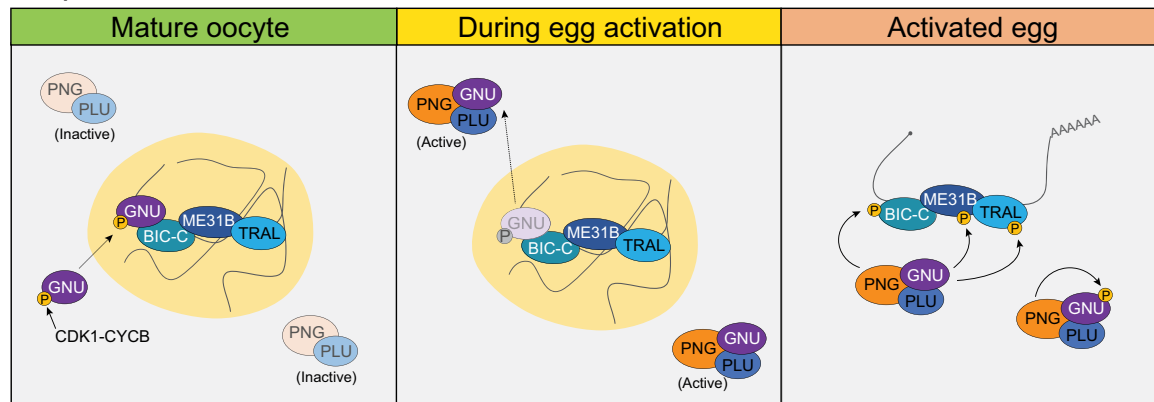 Mature oocyte
PNG
PLU
(Inactive)
GNU
P
BIC-C
ME31B
TRAL
GNU
P
CDK1-CYCB
PNG
PLU
(Inactive)
During egg activation
PNG
GNU
PLU
(Active)
GNU
P
BIC-C
ME31B
TRAL
PNG
GNU
PLU
(Active)
Activated egg
AAAAAA
P
BIC-C
ME31B
P
TRAL
P
PNG
GNU
PLU
P
PNG
GNU
PLU